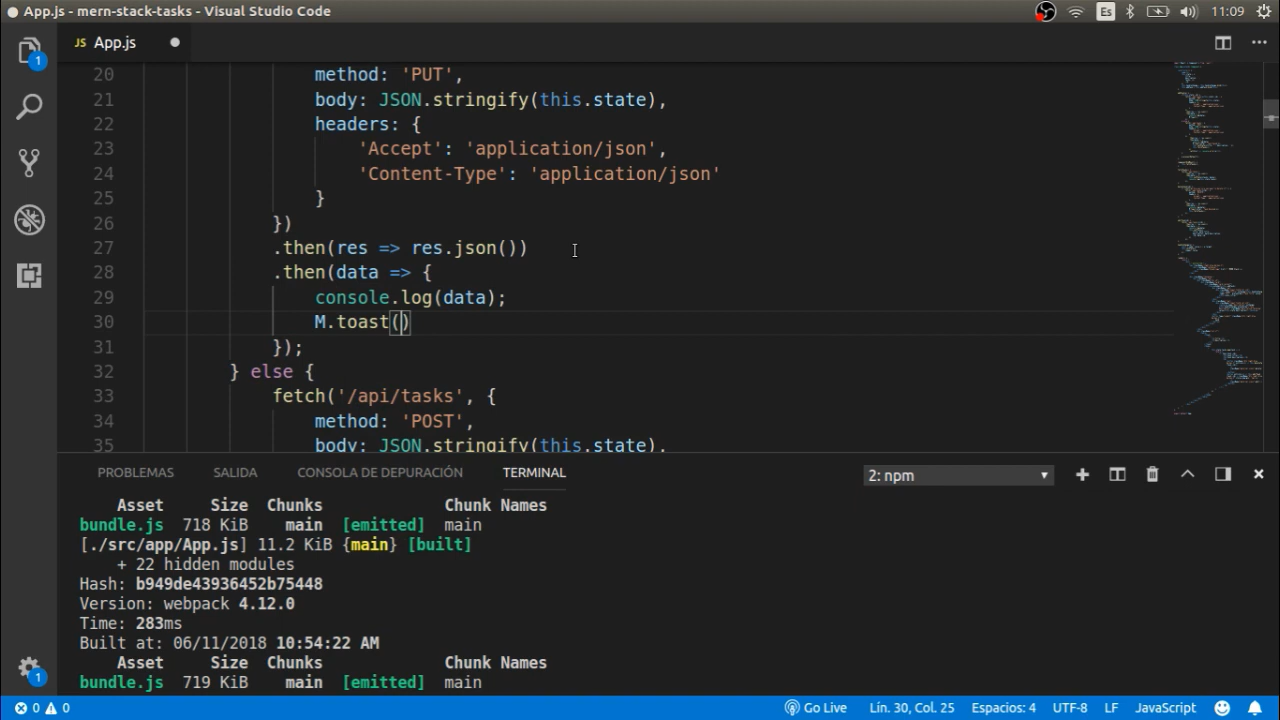 App.js - mern-stack-tasks - Visual Studio Code
Es
11:09
1
JS App.js
20 method: 'PUT',
21 body: JSON.stringify(this.state),
22 headers: {
23 'Accept': 'application/json',
24 'Content-Type': 'application/json'
25 }
26 })
27 .then(res => res.json())
28 .then(data => {
29 console.log(data);
30 M.toast()
31 });
32 } else {
33 fetch('/api/tasks', {
34 method: 'POST',
35 body: JSON.stringify(this.state),
PROBLEMAS SALIDA CONSOLA DE DEPURACIÓN TERMINAL 2: npm
Asset Size Chunks Chunk Names
bundle.js 718 KiB main [emitted] main
[./src/app/App.js] 11.2 KiB {main} [built]
+ 22 hidden modules
Hash: b949de43936452b75448
Version: webpack 4.12.0
Time: 283ms
Built at: 06/11/2018 10:54:22 AM
Asset Size Chunks Chunk Names
bundle.js 719 KiB main [emitted] main
1
0 0 Go Live Lín. 30, Col. 25 Espacios: 4 UTF-8 LF JavaScript